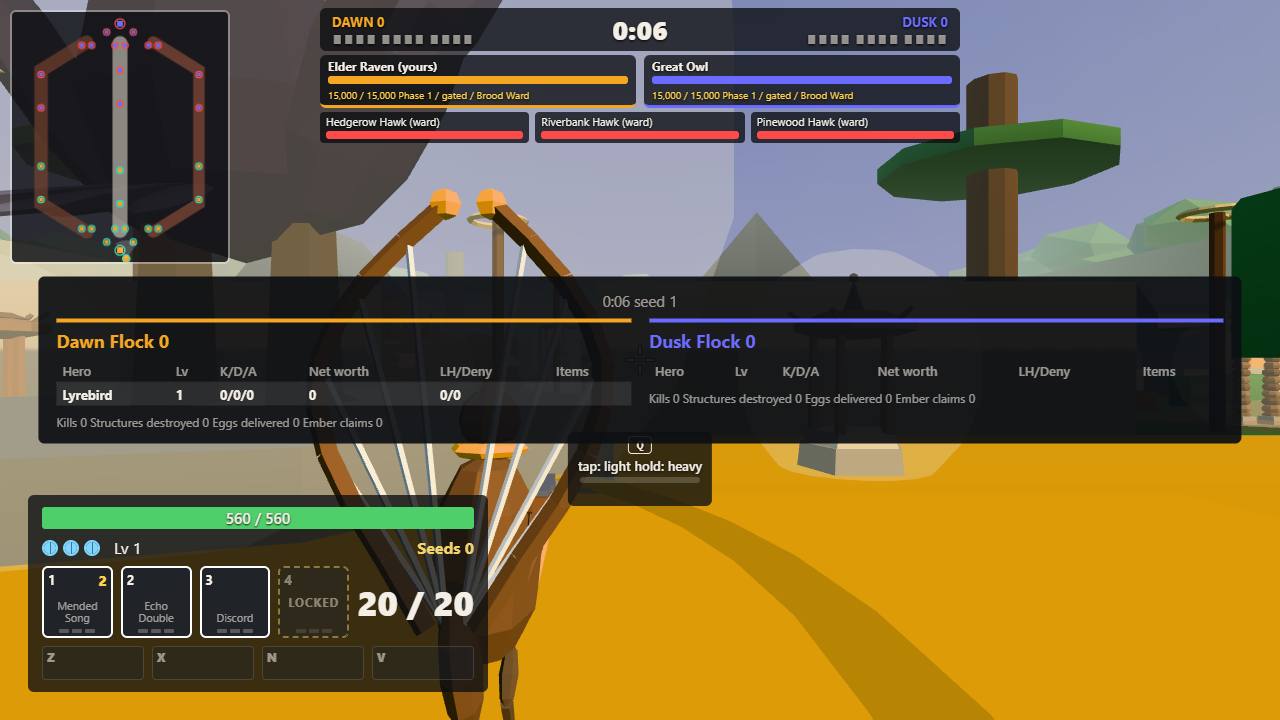 DAWN 0
0:06
DUSK 0
Elder Raven (yours)
15,000 / 15,000 Phase 1 / gated / Brood Ward
Great Owl
15,000 / 15,000 Phase 1 / gated / Brood Ward
Hedgerow Hawk (ward)
Riverbank Hawk (ward)
Pinewood Hawk (ward)
0:06 seed 1
Dawn Flock 0
Hero Lv K/D/A Net worth LH/Deny Items
Lyrebird 1 0/0/0 0 0/0
Kills 0 Structures destroyed 0 Eggs delivered 0 Ember claims 0
Dusk Flock 0
Hero Lv K/D/A Net worth LH/Deny Items
Kills 0 Structures destroyed 0 Eggs delivered 0 Ember claims 0
Q
tap: light hold: heavy
560 / 560
Lv 1
Seeds 0
1 2
Mended
Song
2
Echo
Double
3
Discord
4
LOCKED
20 / 20
Z X N V